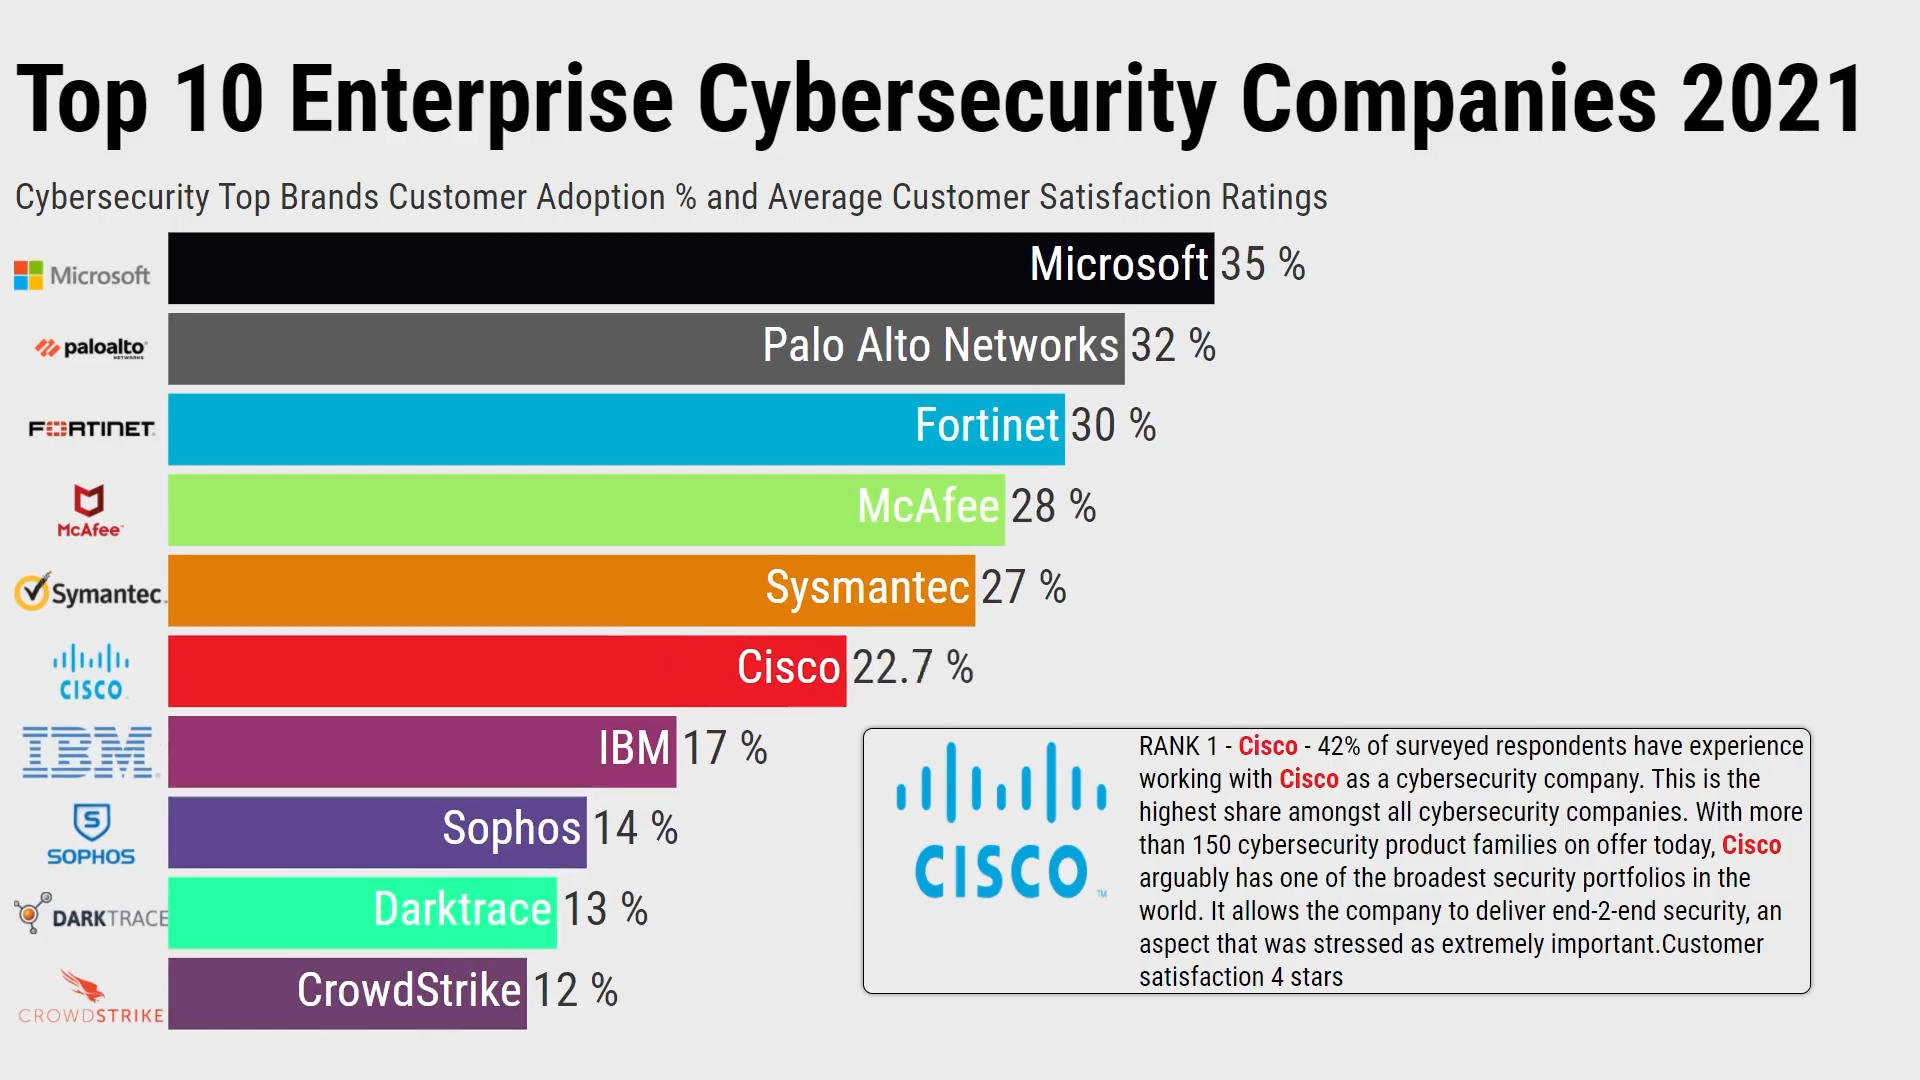 Top 10 Enterprise Cybersecurity Companies 2021
Cybersecurity Top Brands Customer Adoption % and Average Customer Satisfaction Ratings
Microsoft Microsoft 35 %
paloalto NETWORKS Palo Alto Networks 32 %
FORTINET Fortinet 30 %
McAfee McAfee 28 %
Symantec. Sysmantec 27 %
CISCO Cisco 22.7 %
IBM IBM 17 %
S SOPHOS Sophos 14 %
DARKTRACE Darktrace 13 %
CROWDSTRIKE CrowdStrike 12 %
CISCO™
RANK 1 - Cisco - 42% of surveyed respondents have experience
working with Cisco as a cybersecurity company. This is the
highest share amongst all cybersecurity companies. With more
than 150 cybersecurity product families on offer today, Cisco
arguably has one of the broadest security portfolios in the
world. It allows the company to deliver end-2-end security, an
aspect that was stressed as extremely important.Customer
satisfaction 4 stars